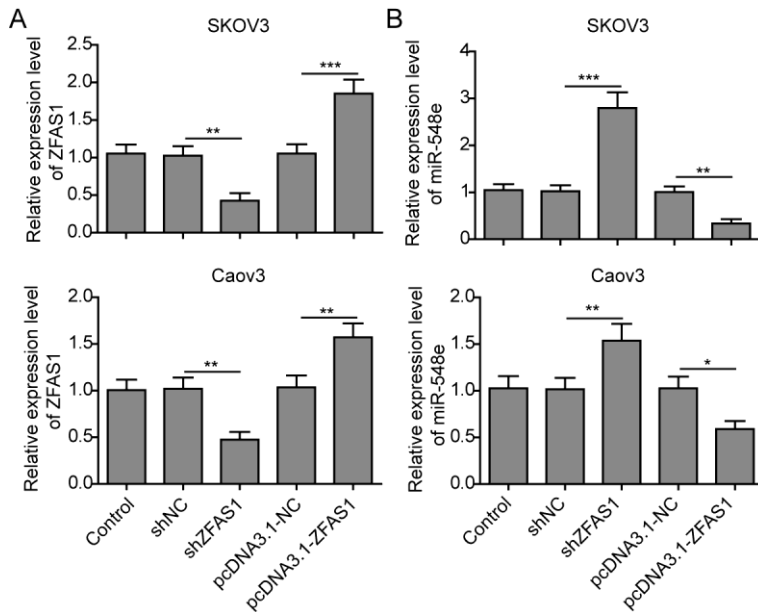 A
SKOV3
Relative expression level
of ZFAS1
2.5
2.0
1.5
1.0
0.5
0.0
**
***
B
SKOV3
Relative expression level
of miR-548e
4
3
2
1
0
***
**
Caov3
Relative expression level
of ZFAS1
2.0
1.5
1.0
0.5
0.0
**
**
Control
shNC
shZFAS1
pcDNA3.1-NC
pcDNA3.1-ZFAS1
Caov3
Relative expression level
of miR-548e
2.0
1.5
1.0
0.5
0.0
**
*
Control
shNC
shZFAS1
pcDNA3.1-NC
pcDNA3.1-ZFAS1